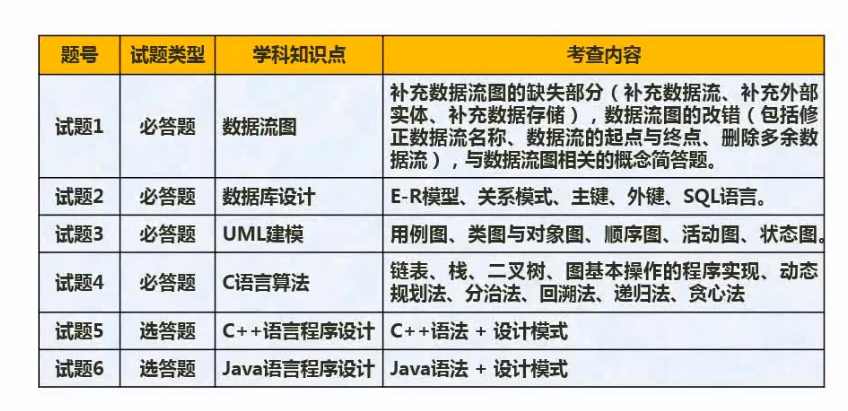 题号 试题类型 学科知识点 考查内容
试题1 必答题 数据流图 补充数据流图的缺失部分（补充数据流、补充外部
实体、补充数据存储），数据流图的改错（包括修
正数据流名称、数据流的起点与终点、删除多余数
据流），与数据流图相关的概念简答题。
试题2 必答题 数据库设计 E-R模型、关系模式、主键、外键、SQL语言。
试题3 必答题 UML建模 用例图、类图与对象图、顺序图、活动图、状态图。
试题4 必答题 C语言算法 链表、栈、二叉树、图基本操作的程序实现、动态
规划法、分治法、回溯法、递归法、贪心法
试题5 选答题 C++语言程序设计 C++语法 + 设计模式
试题6 选答题 Java语言程序设计 Java语法 + 设计模式